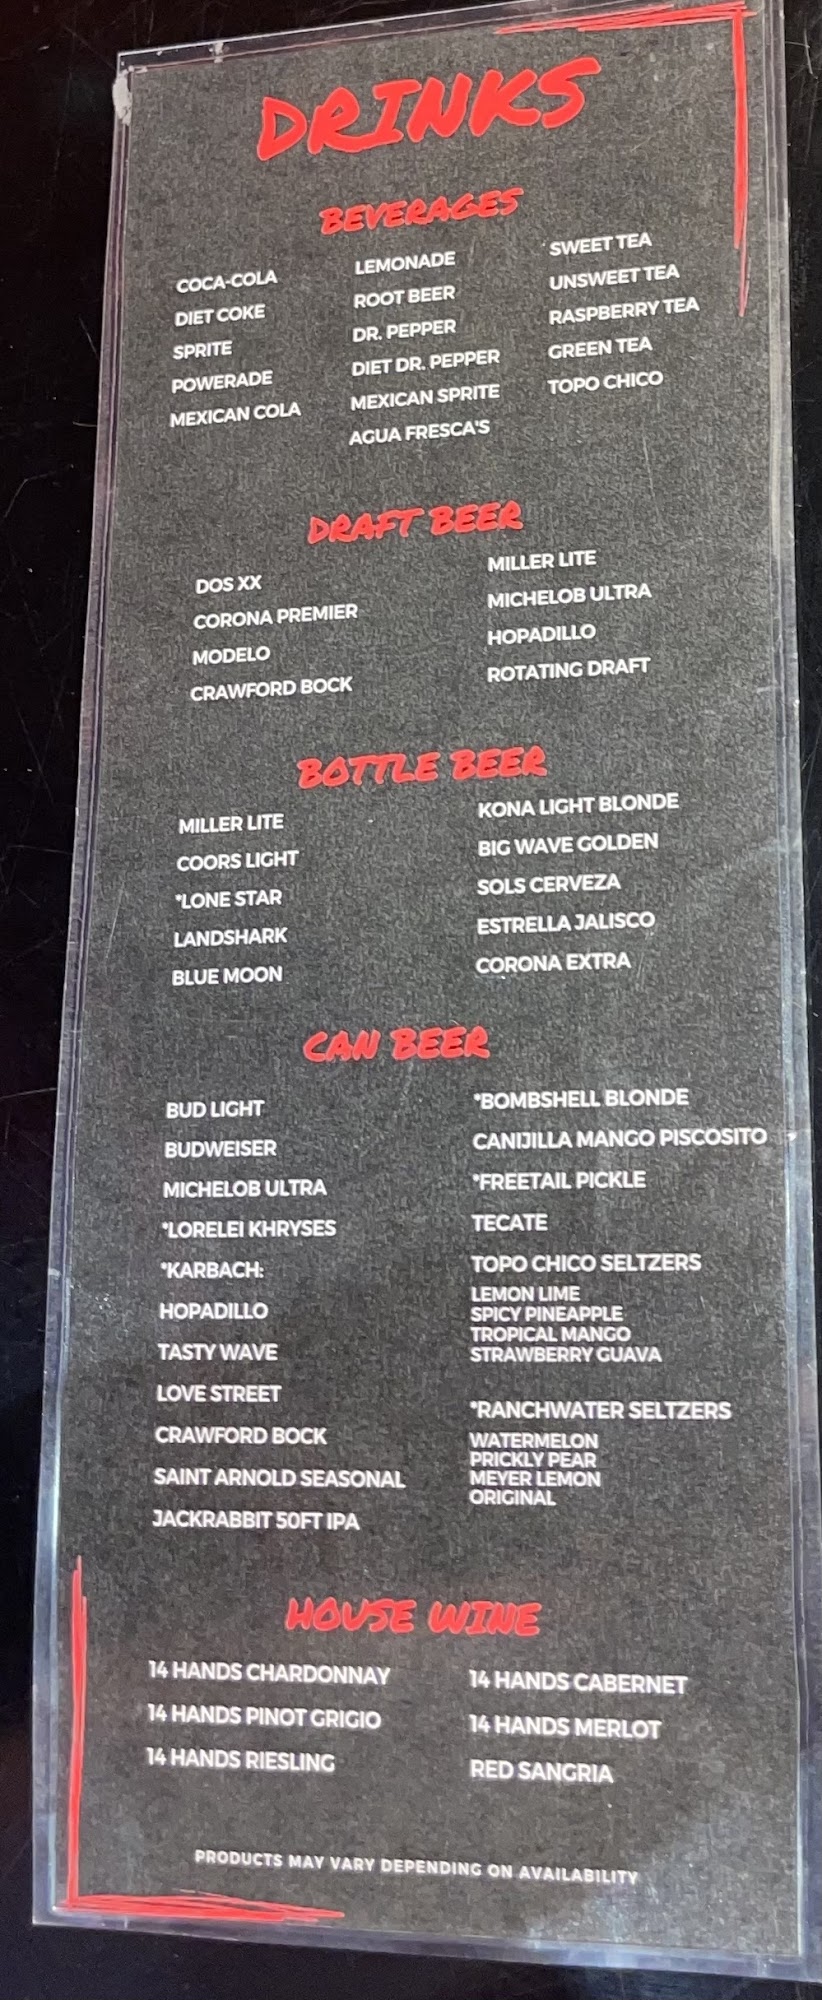 DRINKS
BEVERAGES
COCA-COLA
DIET COKE
SPRITE
POWERADE
MEXICAN COLA
LEMONADE
ROOT BEER
DR. PEPPER
DIET DR. PEPPER
MEXICAN SPRITE
AGUA FRESCA'S
SWEET TEA
UNSWEET TEA
RASPBERRY TEA
GREEN TEA
TOPO CHICO
DRAFT BEER
DOS XX
CORONA PREMIER
MODELO
CRAWFORD BOCK
MILLER LITE
MICHELOB ULTRA
HOPADILLO
ROTATING DRAFT
BOTTLE BEER
MILLER LITE
COORS LIGHT
*LONE STAR
LANDSHARK
BLUE MOON
KONA LIGHT BLONDE
BIG WAVE GOLDEN
SOLS CERVEZA
ESTRELLA JALISCO
CORONA EXTRA
CAN BEER
BUD LIGHT
BUDWEISER
MICHELOB ULTRA
*LORELEI KHRYSES
*KARBACH:
HOPADILLO
TASTY WAVE
LOVE STREET
CRAWFORD BOCK
SAINT ARNOLD SEASONAL
JACKRABBIT 50FT IPA
*BOMBSHELL BLONDE
CANIJILLA MANGO PISCOSITO
*FREETAIL PICKLE
TECATE
TOPO CHICO SELTZERS
LEMON LIME
SPICY PINEAPPLE
TROPICAL MANGO
STRAWBERRY GUAVA
*RANCHWATER SELTZERS
WATERMELON
PRICKLY PEAR
MEYER LEMON
ORIGINAL
HOUSE WINE
14 HANDS CHARDONNAY
14 HANDS PINOT GRIGIO
14 HANDS RIESLING
14 HANDS CABERNET
14 HANDS MERLOT
RED SANGRIA
PRODUCTS MAY VARY DEPENDING ON AVAILABILITY